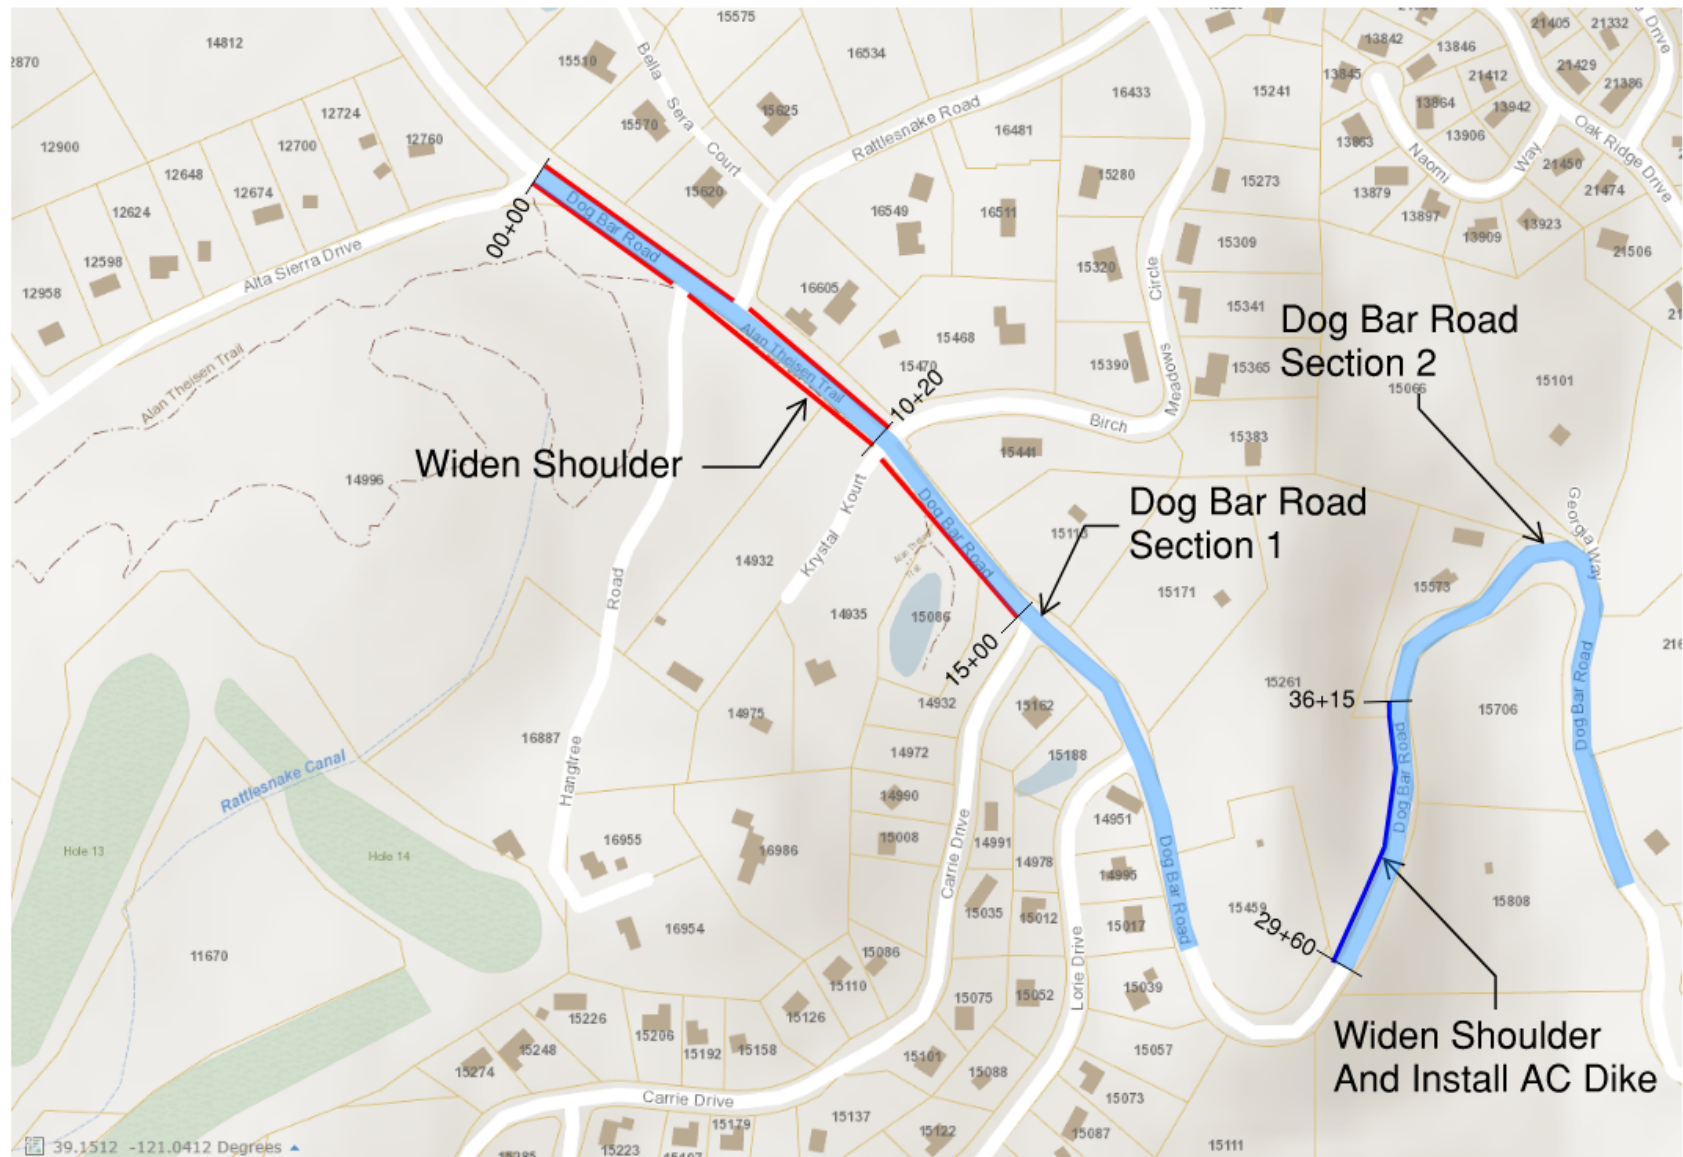 15575
14812
16534
21405
21332
Drive
13842
13846
2870
15510
Bella
Sera
Court
21429
13845
21412
21386
16433
15241
12724
15625
13864
13942
15570
Rattlesnake Road
16481
12900
12700
12760
13863
13906
Oak Ridge Drive
Naomi
Way
21450
12648
12674
15620
15280
15273
13879
21474
12624
16549
16511
13897
13923
00+00
Dog Bar Road
13909
15309
21506
Alta Sierra Drive
12598
15320
Circle
12958
16605
15341
Dog Bar Road
Section 2
Alan Theisen Trail
15468
Alan Theisen Trail
15470
15390
15365
15066
15101
10+20
Meadows
Birch
15383
15441
Widen Shoulder
14996
Krystal
Kourt
Dog Bar Road
Dog Bar Road
Section 1
Georgia Way
14932
15171
15573
Road
14935
15086
15+00
15261
36+15
14932
15162
15706
Dog Bar Road
14975
16887
14972
15188
Dog Bar Road
Rattlesnake Canal
Hangtree
14990
14951
Hole 13
Hole 14
16955
16986
15008
14991
14978
Carrie Drive
14995
Dog Bar Road
15808
15035
15012
15017
15459
29+60
16954
11670
15086
Lorie Drive
15110
15075
15052
15039
15226
15126
15206
15192
15158
15248
15101
15057
Widen Shoulder
And Install AC Dike
15274
15088
15073
Carrie Drive
15137
15179
15122
15087
15223
15111
39.1512 -121.0412 Degrees